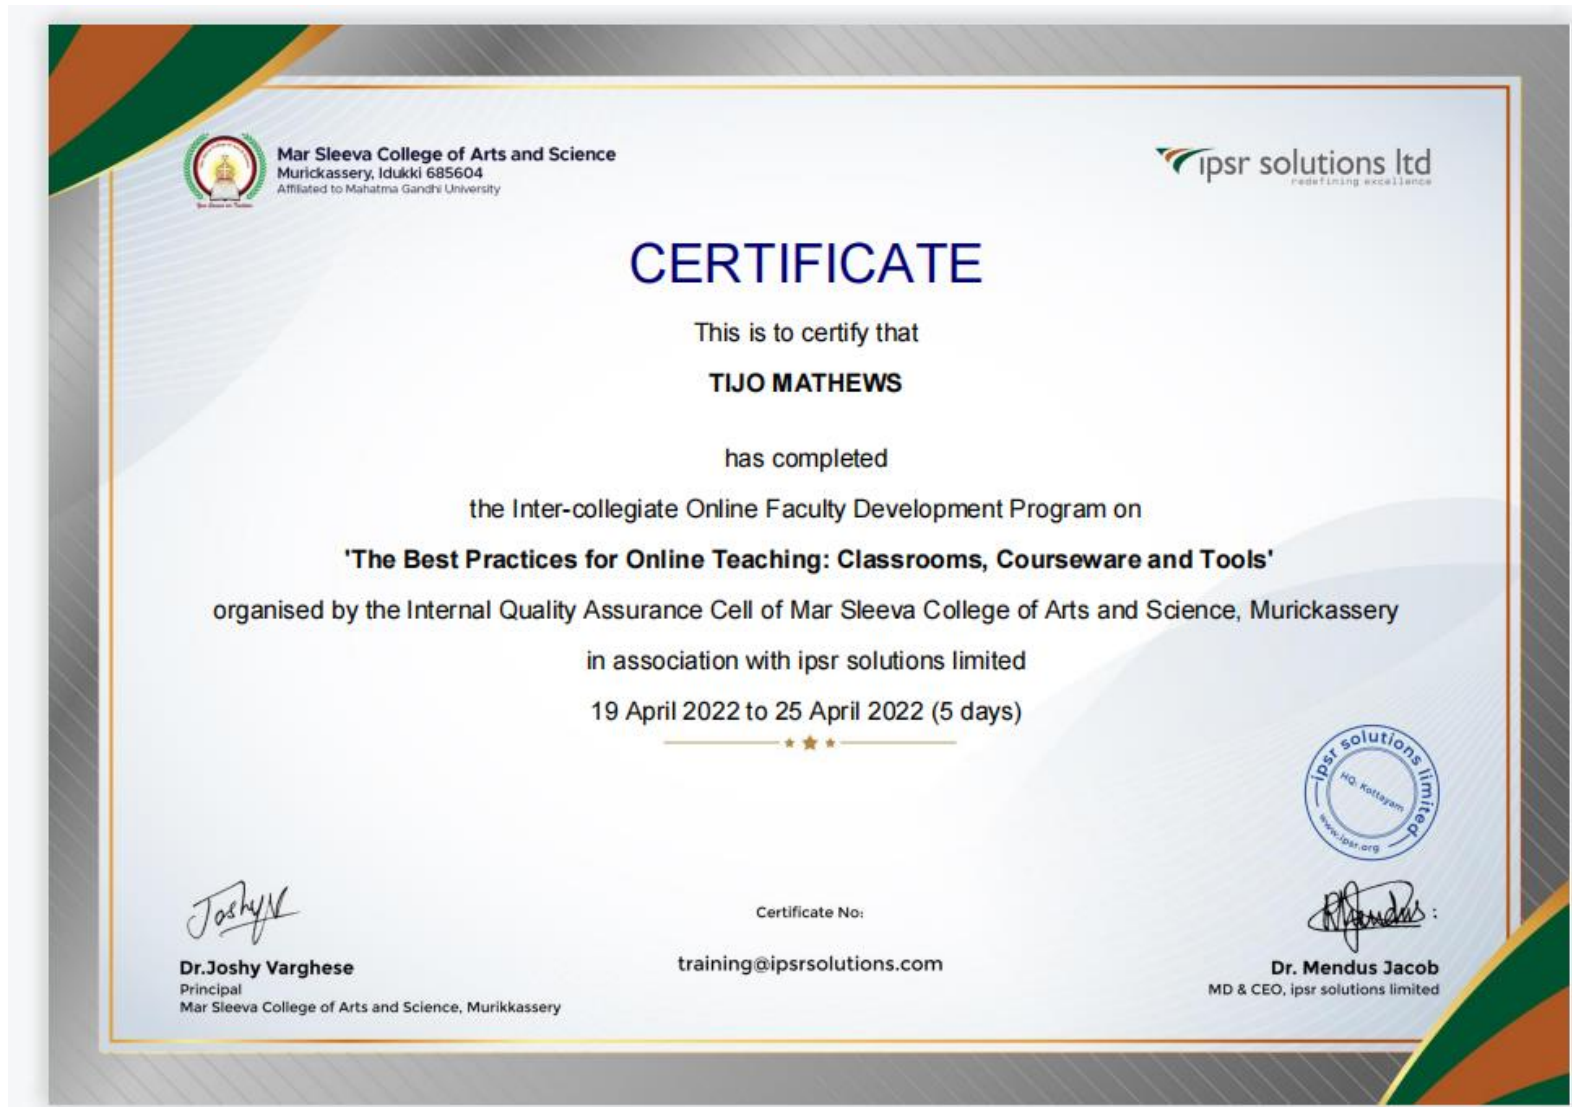 Mar Sleeva College of Arts and Science
Murickassery, Idukki 685604
Affiliated to Mahatma Gandhi University
ipsr solutions ltd
redefining excellence
CERTIFICATE
This is to certify that
TIJO MATHEWS
has completed
the Inter-collegiate Online Faculty Development Program on
'The Best Practices for Online Teaching: Classrooms, Courseware and Tools'
organised by the Internal Quality Assurance Cell of Mar Sleeva College of Arts and Science, Murickassery
in association with ipsr solutions limited
19 April 2022 to 25 April 2022 (5 days)
ipsr solutions limited
HQ. Kottayam
www.ipsr.org
Joshy
Dr.Joshy Varghese
Principal
Mar Sleeva College of Arts and Science, Murikkassery
Certificate No:
training@ipsrsolutions.com
Dr. Mendus Jacob
MD & CEO, ipsr solutions limited